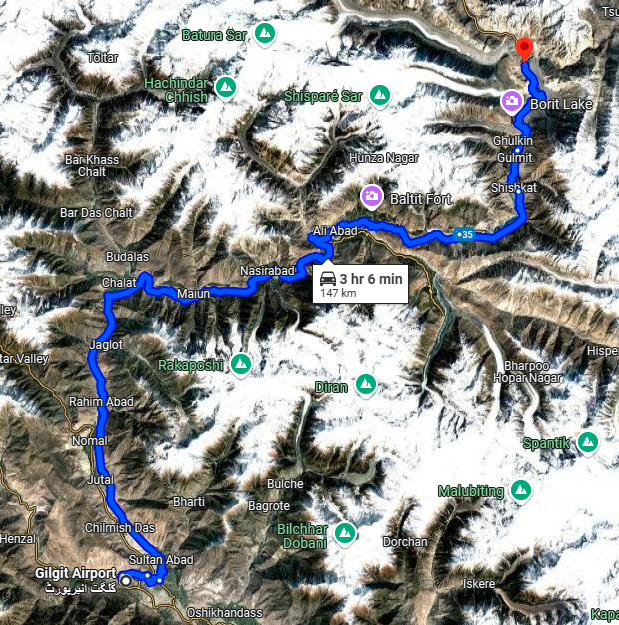 Tsu
Batura Sar
Toltar
Hachindar
Chhish
Shisparé Sar
Borit Lake
Ghulkin
Gulmit
Hunza Nagar
Bar Khass
Chalt
Shishkat
Baltit Fort
Bar Das Chalt
Ali Abad
35
Budalas
Nasirabad
3 hr 6 min
147 km
Chalat
Maiun
lley
Jaglot
Hispe
tar Valley
Rakaposhi
Bharpoo
Hopar Nagar
Diran
Rahim Abad
Nomal
Spantik
Jutal
Bulche
Malubiting
Bharti
Bagrote
Chilmish Das
Bilchhar
Dobani
Henzal
Dorchan
Sultan Abad
Gilgit Airport
گلگت ائیرپورٹ
Iskere
Oshikhandass
Kapa